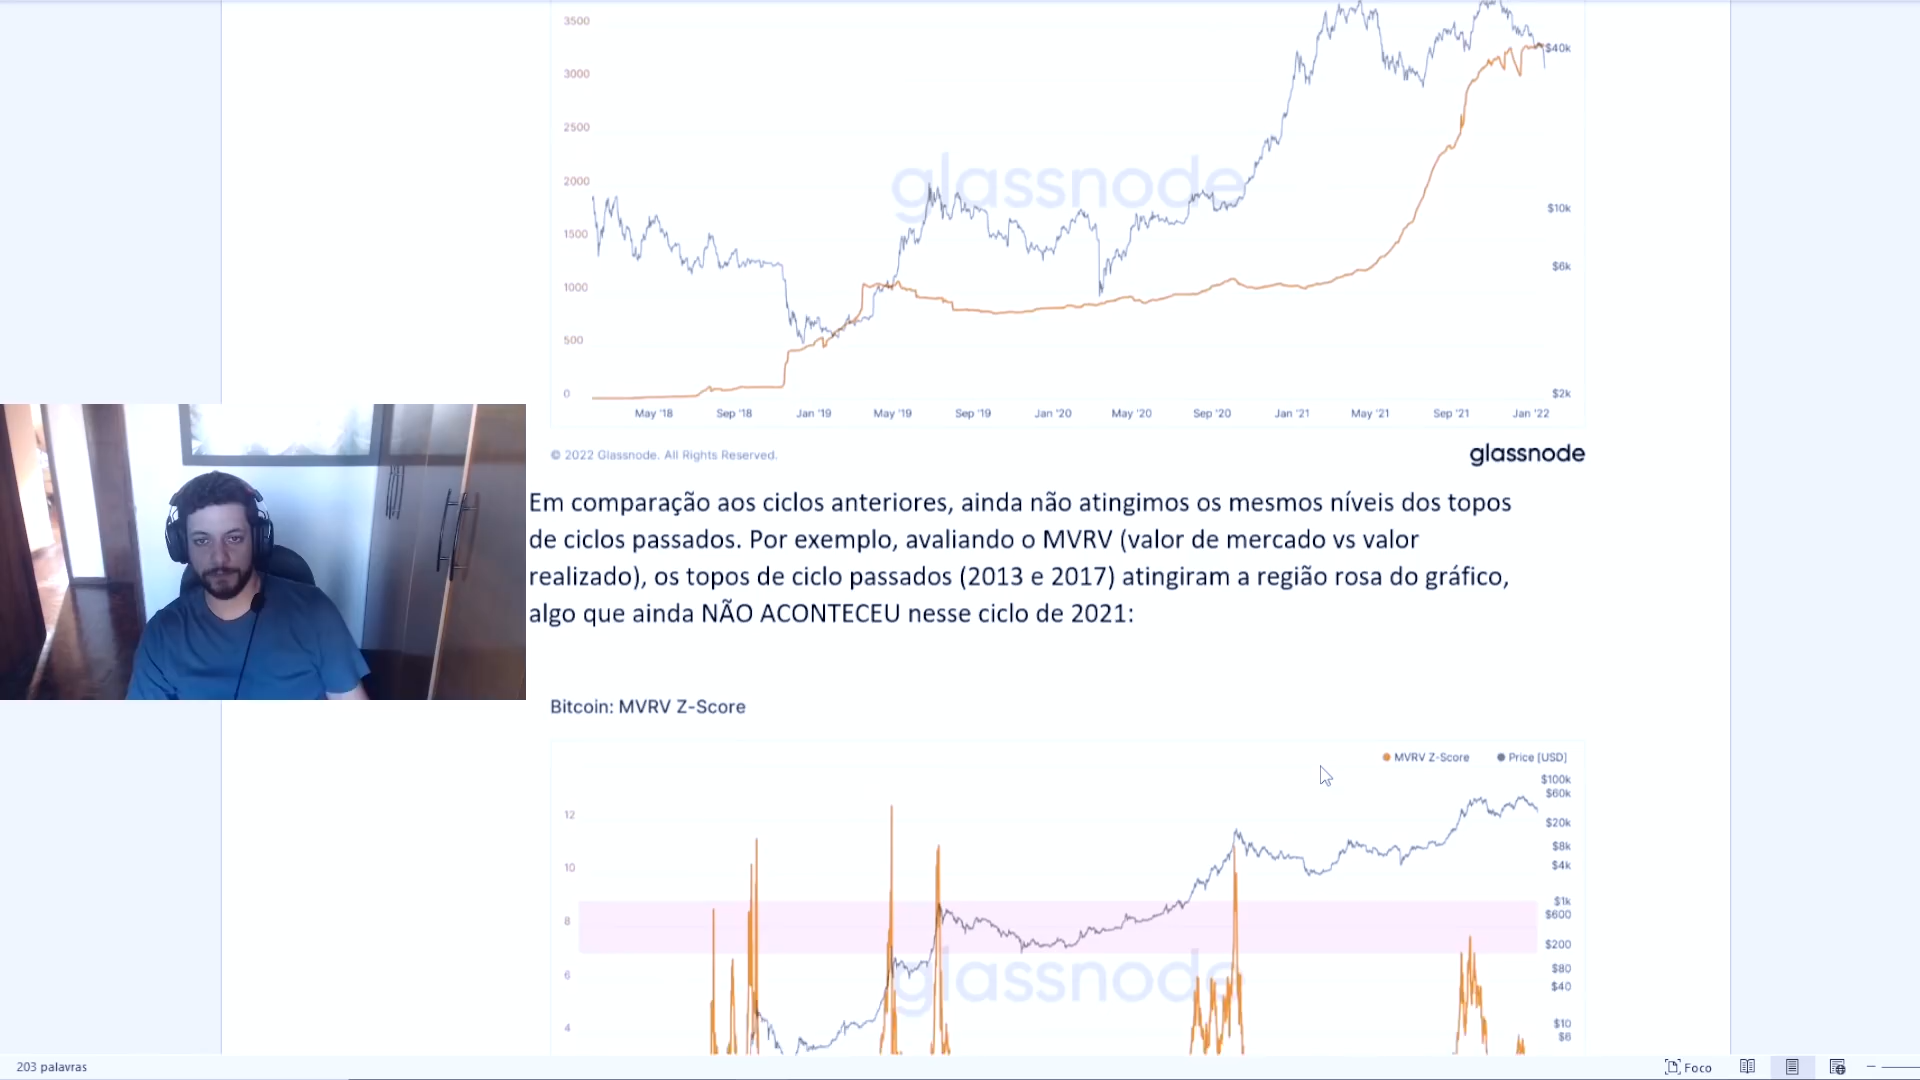 3500
$40k
3000
2500
2000
glassnode
$10k
1500
$6k
1000
500
0
$2k
May '18
Sep '18
Jan '19
May '19
Sep '19
Jan '20
May '20
Sep '20
Jan '21
May '21
Sep '21
Jan '22
© 2022 Glassnode. All Rights Reserved.
glassnode
Em comparação aos ciclos anteriores, ainda não atingimos os mesmos níveis dos topos
de ciclos passados. Por exemplo, avaliando o MVRV (valor de mercado vs valor
realizado), os topos de ciclo passados (2013 e 2017) atingiram a região rosa do gráfico,
algo que ainda NÃO ACONTECEU nesse ciclo de 2021:
Bitcoin: MVRV Z-Score
MVRV Z-Score
Price [USD]
$100k
$60k
12
$20k
$8k
10
$4k
$1k
8
$600
$200
6
$80
glassnode
$40
4
$10
$6
203 palavras
Foco